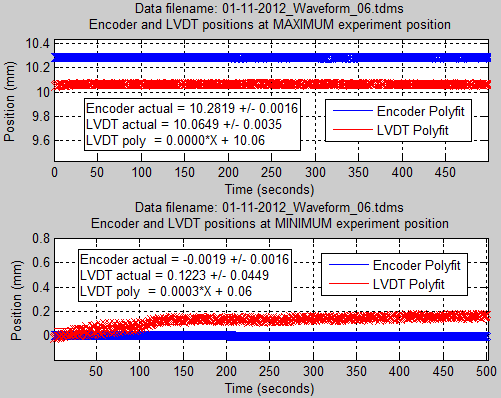 Data filename: 01-11-2012_Waveform_06.tdms
Encoder and LVDT positions at MAXIMUM experiment position
10.4
10.2
10
9.8
9.6
Position (mm)
Encoder actual = 10.2819 +/- 0.0016
LVDT actual = 10.0649 +/- 0.0035
LVDT poly = 0.0000*X + 10.06
Encoder Polyfit
LVDT Polyfit
0 50 100 150 200 250 300 350 400 450
Time (seconds)
Data filename: 01-11-2012_Waveform_06.tdms
Encoder and LVDT positions at MINIMUM experiment position
0.8
0.6
0.4
0.2
0
Position (mm)
Encoder actual = -0.0019 +/- 0.0016
LVDT actual = 0.1223 +/- 0.0449
LVDT poly = 0.0003*X + 0.06
Encoder Polyfit
LVDT Polyfit
50 100 150 200 250 300 350 400 450 500
Time (seconds)